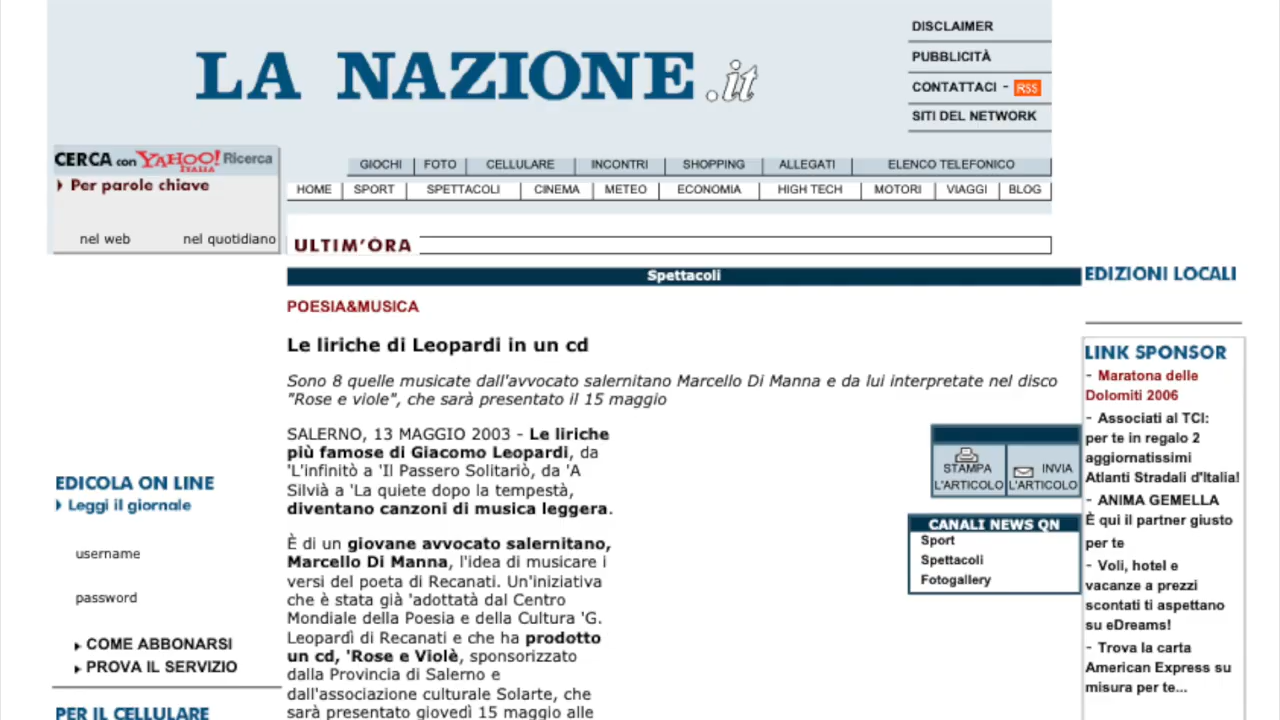 LA NAZIONE.it
DISCLAIMER
PUBBLICITÀ
CONTATTACI - RSS
SITI DEL NETWORK
CERCA con YAHOO! ITALIA Ricerca
Per parole chiave
nel web nel quotidiano
GIOCHI FOTO CELLULARE INCONTRI SHOPPING ALLEGATI ELENCO TELEFONICO
HOME SPORT SPETTACOLI CINEMA METEO ECONOMIA HIGH TECH MOTORI VIAGGI BLOG
ULTIM'ORA
Spettacoli
POESIA&MUSICA
Le liriche di Leopardi in un cd
Sono 8 quelle musicate dall'avvocato salernitano Marcello Di Manna e da lui interpretate nel disco
"Rose e viole", che sarà presentato il 15 maggio
SALERNO, 13 MAGGIO 2003 - Le liriche
più famose di Giacomo Leopardi, da
'L'infinitò a 'Il Passero Solitariò, da 'A
Silvià a 'La quiete dopo la tempestà,
diventano canzoni di musica leggera.
È di un giovane avvocato salernitano,
Marcello Di Manna, l'idea di musicare i
versi del poeta di Recanati. Un'iniziativa
che è stata già 'adottatà dal Centro
Mondiale della Poesia e della Cultura 'G.
Leopardì di Recanati e che ha prodotto
un cd, 'Rose e Violè, sponsorizzato
dalla Provincia di Salerno e
dall'associazione culturale Solarte, che
sarà presentato giovedì 15 maggio alle
STAMPA
L'ARTICOLO
INVIA
L'ARTICOLO
CANALI NEWS QN
Sport
Spettacoli
Fotogallery
EDICOLA ON LINE
Leggi il giornale
username
password
COME ABBONARSI
PROVA IL SERVIZIO
PER IL CELLULARE
EDIZIONI LOCALI
LINK SPONSOR
- Maratona delle
Dolomiti 2006
- Associati al TCI:
per te in regalo 2
aggiornatissimi
Atlanti Stradali d'Italia!
- ANIMA GEMELLA
È qui il partner giusto
per te
- Voli, hotel e
vacanze a prezzi
scontati ti aspettano
su eDreams!
- Trova la carta
American Express su
misura per te...